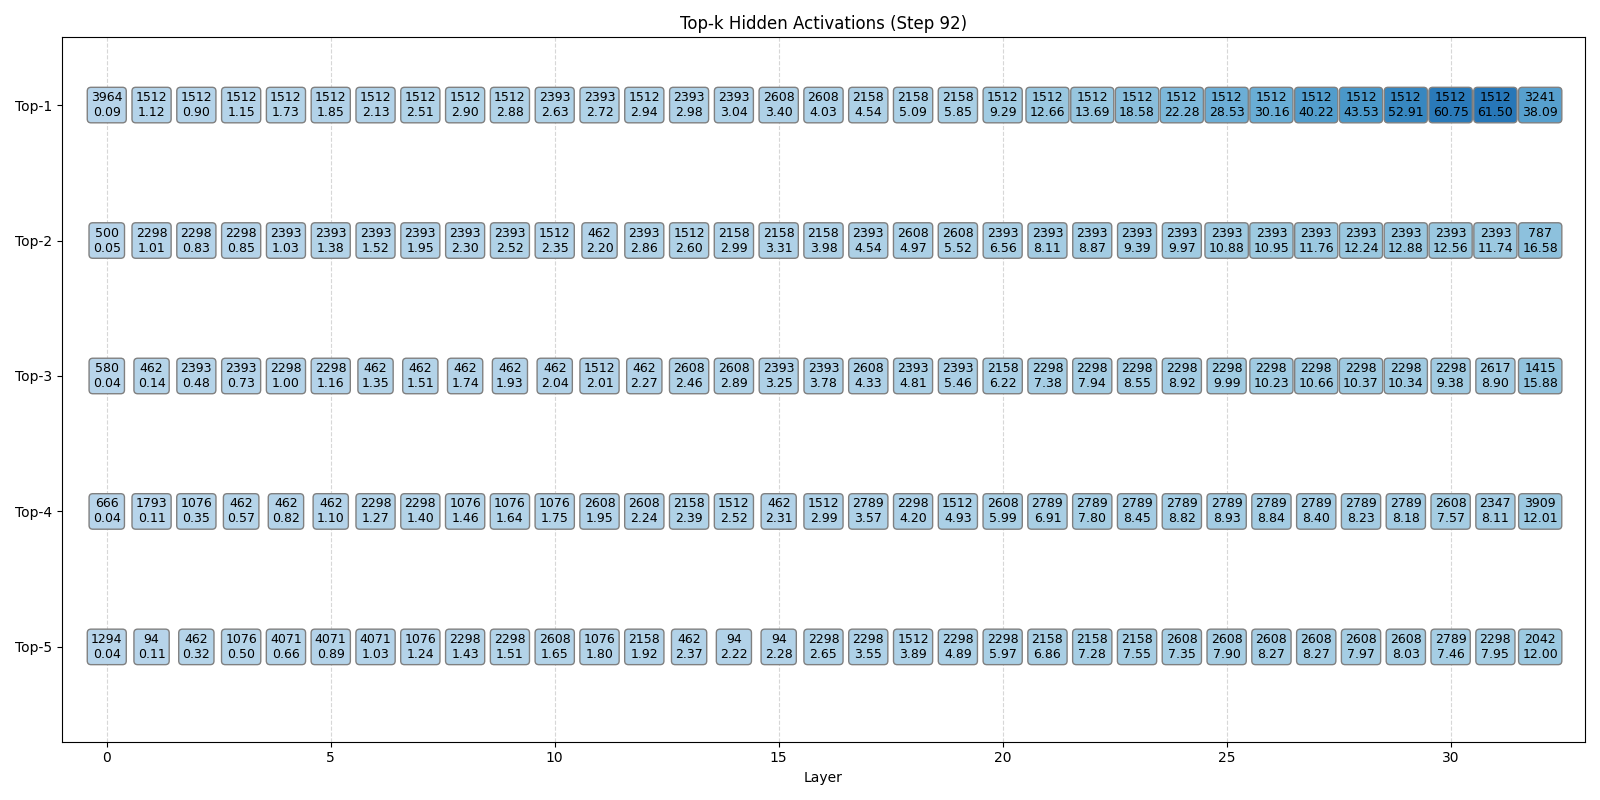 Top-k Hidden Activations (Step 92)
Top-1
3964 1512 1512 1512 1512 1512 1512 1512 1512 1512 2393 2393 1512 2393 2393 2608 2608 2158 2158 2158 1512 1512 1512 1512 1512 1512 1512 1512 1512 1512 1512 1512 3241
0.09 1.12 0.90 1.15 1.73 1.85 2.13 2.51 2.90 2.88 2.63 2.72 2.94 2.98 3.04 3.40 4.03 4.54 5.09 5.85 9.29 12.66 13.69 18.58 22.28 28.53 30.16 40.22 43.53 52.91 60.75 61.50 38.09
Top-2
500 2298 2298 2298 2393 2393 2393 2393 2393 2393 1512 462 2393 1512 2158 2158 2158 2393 2608 2608 2393 2393 2393 2393 2393 2393 2393 2393 2393 2393 2393 2393 787
0.05 1.01 0.83 0.85 1.03 1.38 1.52 1.95 2.30 2.52 2.35 2.20 2.86 2.60 2.99 3.31 3.98 4.54 4.97 5.52 6.56 8.11 8.87 9.39 9.97 10.88 10.95 11.76 12.24 12.88 12.56 11.74 16.58
Top-3
580 462 2393 2393 2298 2298 462 462 462 462 462 1512 462 2608 2608 2393 2393 2608 2393 2393 2158 2298 2298 2298 2298 2298 2298 2298 2298 2298 2298 2617 1415
0.04 0.14 0.48 0.73 1.00 1.16 1.35 1.51 1.74 1.93 2.04 2.01 2.27 2.46 2.89 3.25 3.78 4.33 4.81 5.46 6.22 7.38 7.94 8.55 8.92 9.99 10.23 10.66 10.37 10.34 9.38 8.90 15.88
Top-4
666 1793 1076 462 462 462 2298 2298 1076 1076 1076 2608 2608 2158 1512 462 1512 2789 2298 1512 2608 2789 2789 2789 2789 2789 2789 2789 2789 2789 2608 2347 3909
0.04 0.11 0.35 0.57 0.82 1.10 1.27 1.40 1.46 1.64 1.75 1.95 2.24 2.39 2.52 2.31 2.99 3.57 4.20 4.93 5.99 6.91 7.80 8.45 8.82 8.93 8.84 8.40 8.23 8.18 7.57 8.11 12.01
Top-5
1294 94 462 1076 4071 4071 4071 1076 2298 2298 2608 1076 2158 462 94 94 2298 2298 1512 2298 2298 2158 2158 2158 2608 2608 2608 2608 2608 2608 2789 2298 2042
0.04 0.11 0.32 0.50 0.66 0.89 1.03 1.24 1.43 1.51 1.65 1.80 1.92 2.37 2.22 2.28 2.65 3.55 3.89 4.89 5.97 6.86 7.28 7.55 7.35 7.90 8.27 8.27 7.97 8.03 7.46 7.95 12.00
0 5 10 15 20 25 30
Layer